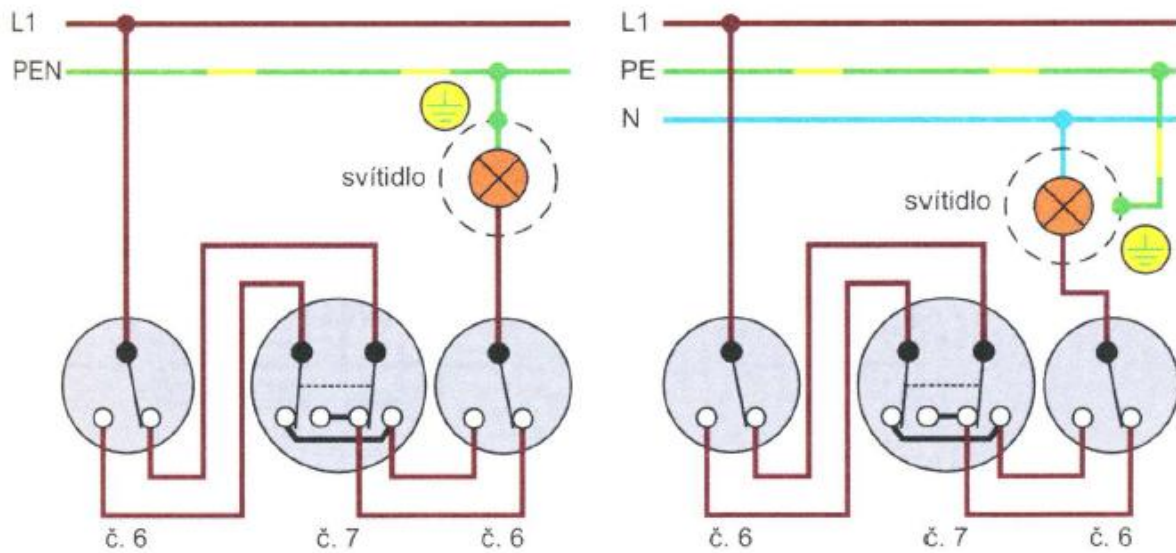 L1
PEN
svítidlo
č. 6
č. 7
č. 6
L1
PE
N
svítidlo
č. 6
č. 7
č. 6